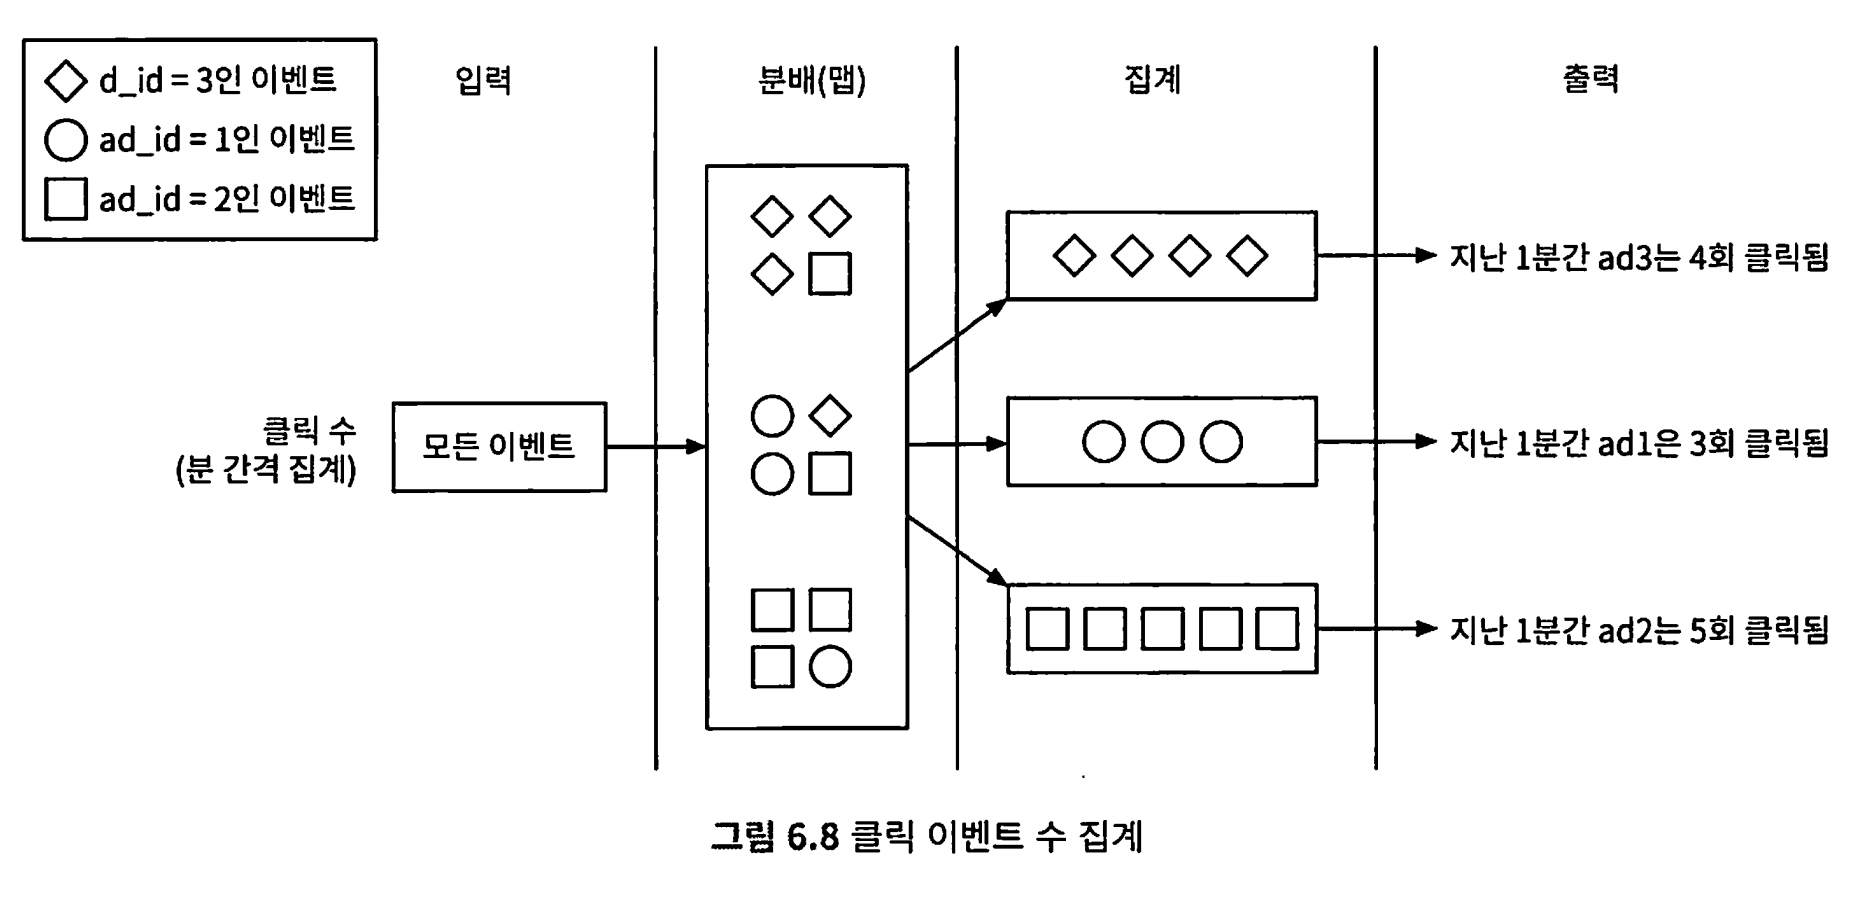 d_id = 3인 이벤트
ad_id = 1인 이벤트
ad_id = 2인 이벤트
입력
분배(맵)
집계
출력
클릭 수
(분 간격 집계)
모든 이벤트
지난 1분간 ad3는 4회 클릭됨
지난 1분간 ad1은 3회 클릭됨
지난 1분간 ad2는 5회 클릭됨
그림 6.8 클릭 이벤트 수 집계